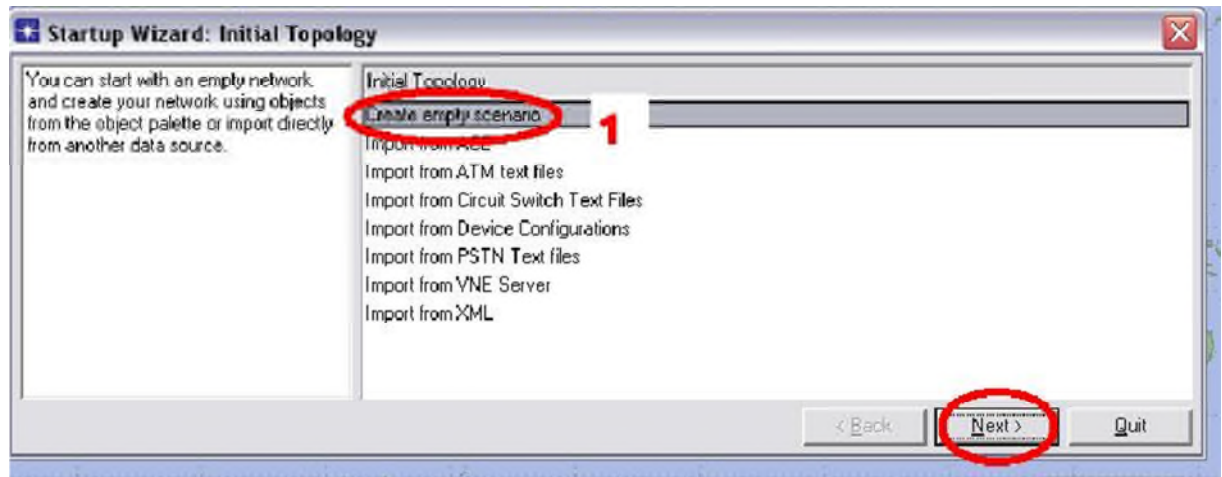 Startup Wizard: Initial Topology
You can start with an empty network
and create your network using objects
from the object palette or import directly
from another data source.
Initial Topology
Create empty scenario
1
Import from ACE
Import from ATM text files
Import from Circuit Switch Text Files
Import from Device Configurations
Import from PSTN Text files
Import from VNE Server
Import from XML
< Back
Next >
Quit